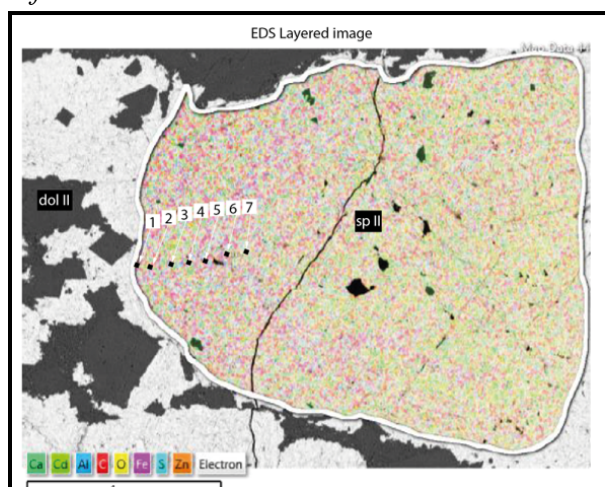 EDS Layered image
dol II
1 2 3 4 5 6 7
sp II
Ca Cd Al C O Fe S Zn Electron